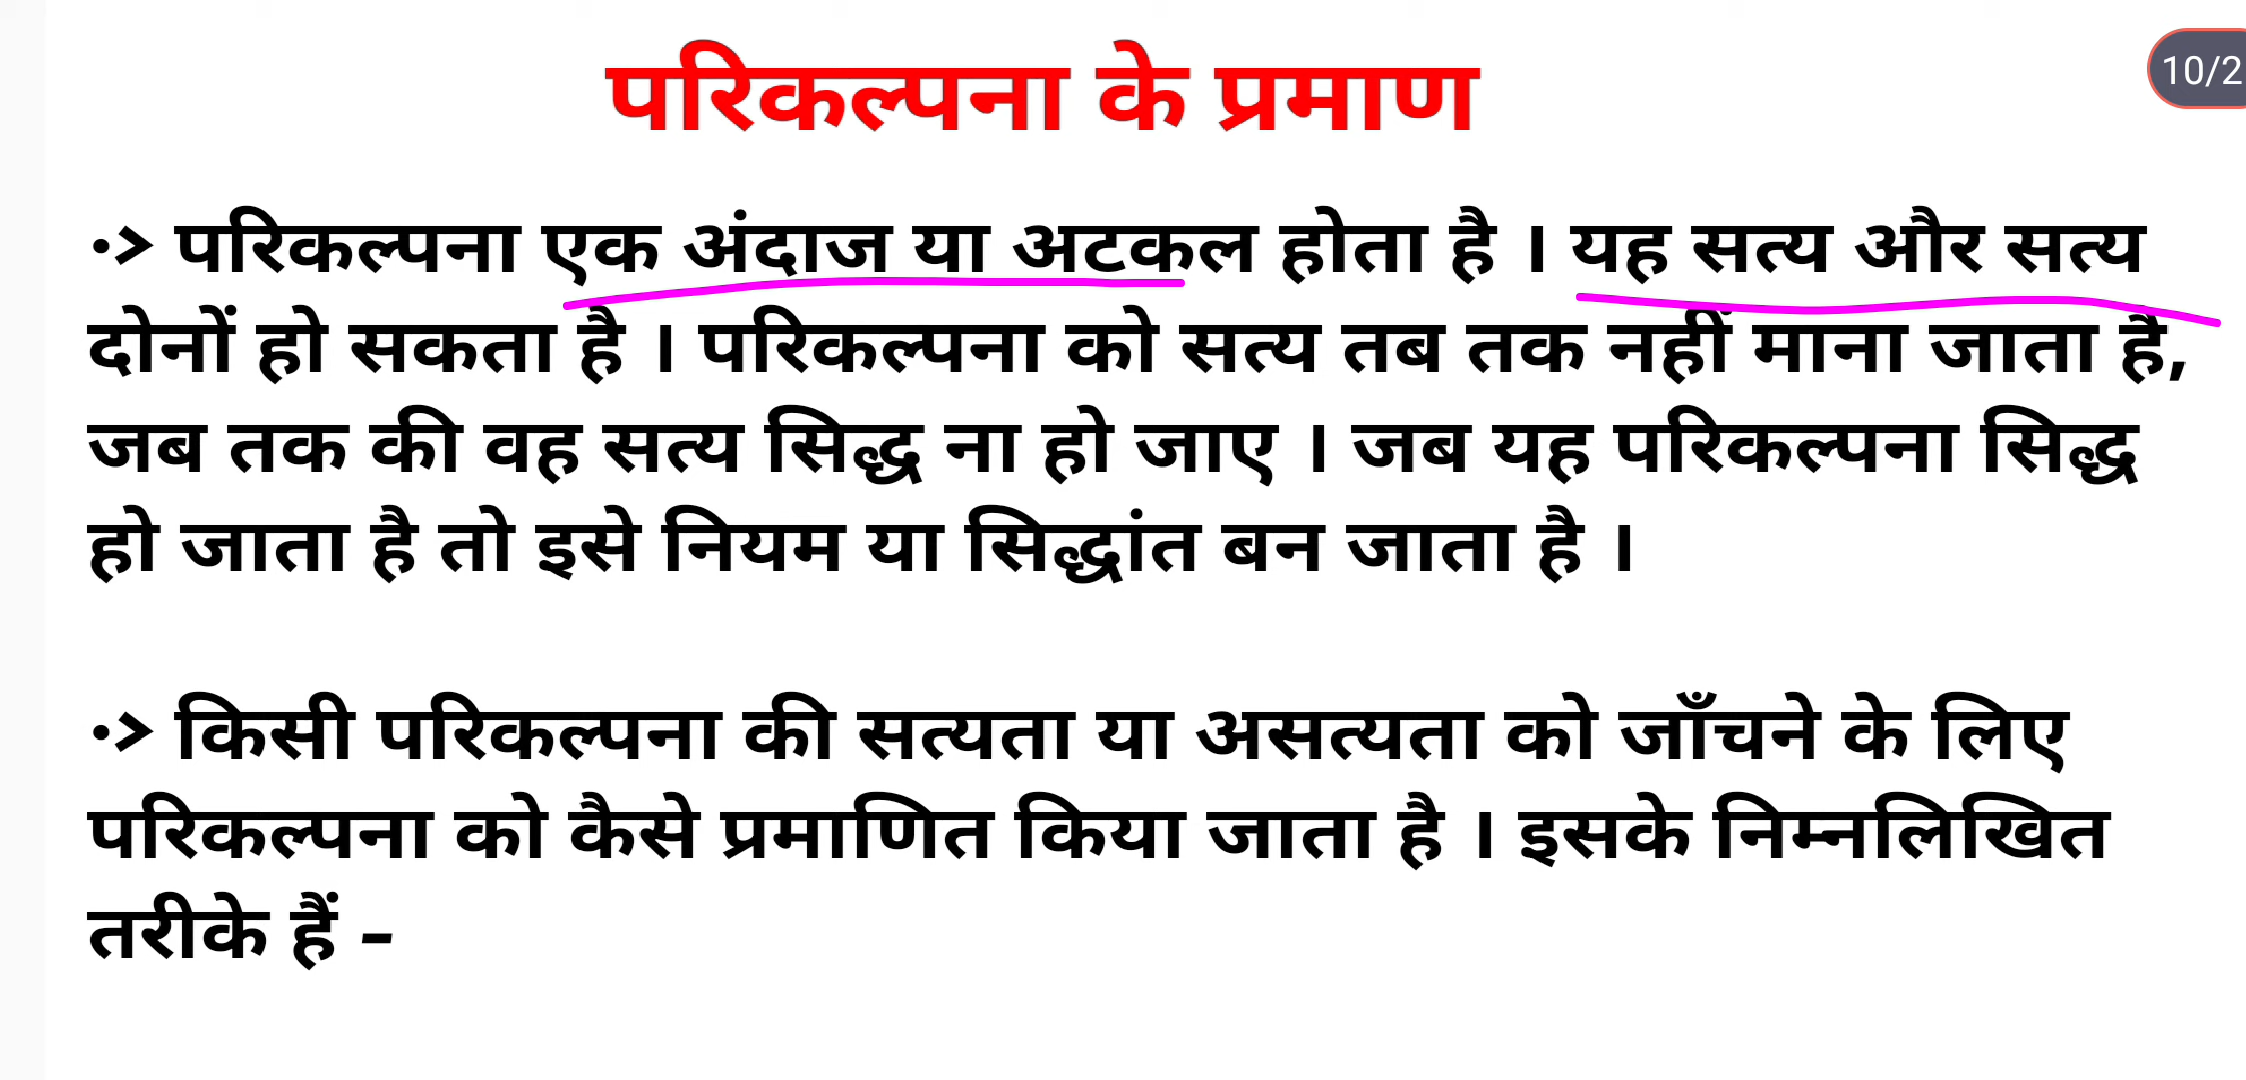 परिकल्पना के प्रमाण
10/2
•> परिकल्पना एक अंदाज या अटकल होता है । यह सत्य और सत्य
दोनों हो सकता है । परिकल्पना को सत्य तब तक नहीं माना जाता है,
जब तक की वह सत्य सिद्ध ना हो जाए । जब यह परिकल्पना सिद्ध
हो जाता है तो इसे नियम या सिद्धांत बन जाता है ।
•> किसी परिकल्पना की सत्यता या असत्यता को जाँचने के लिए
परिकल्पना को कैसे प्रमाणित किया जाता है । इसके निम्नलिखित
तरीके हैं –